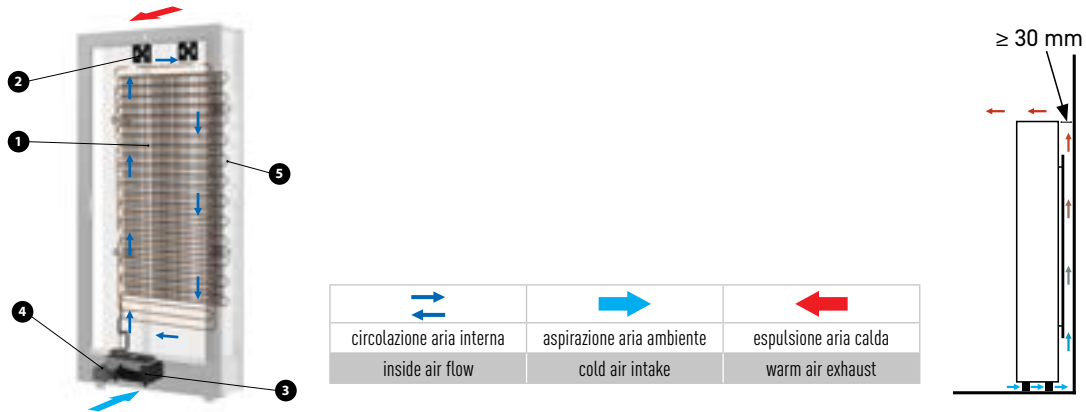 2
1
5
4
3
circolazione aria interna aspirazione aria ambiente espulsione aria calda
inside air flow cold air intake warm air exhaust
≥ 30 mm